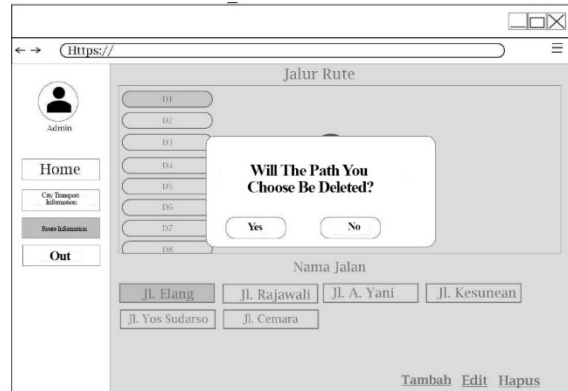 Https://
Jalur Rute
Admin
Home
City Transport
Information
Route Information
Out
D1
D2
D3
D4
D5
D6
D7
D8
Will The Path You
Choose Be Deleted?
Yes No
Nama Jalan
Jl. Elang Jl. Rajawali Jl. A. Yani Jl. Kesunean
Jl. Yos Sudarso Jl. Cemara
Tambah Edit Hapus